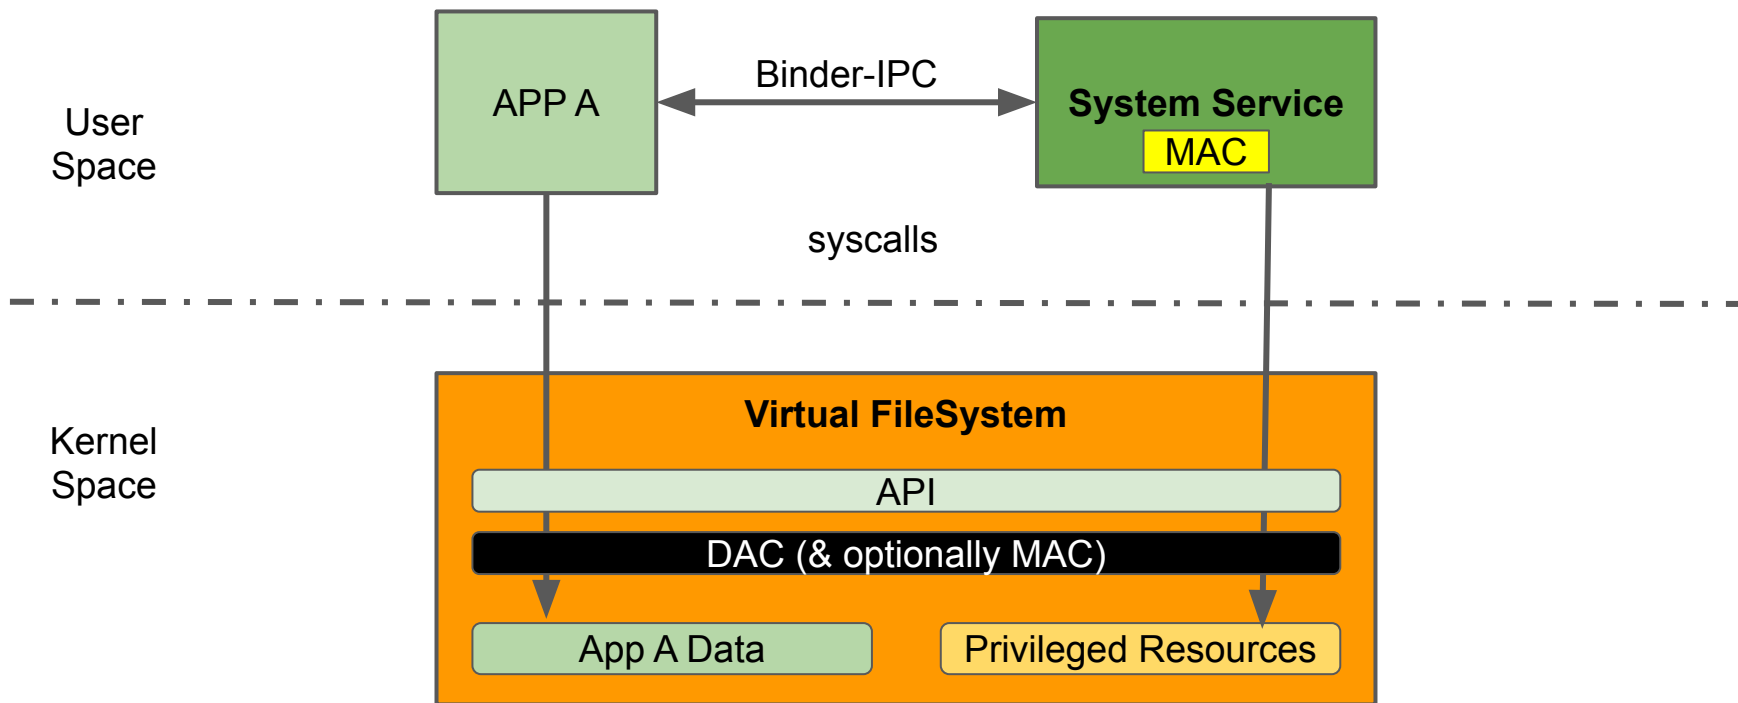 Binder-IPC
APP A
System Service
MAC
User
Space
syscalls
Virtual FileSystem
Kernel
Space
API
DAC (& optionally MAC)
App A Data
Privileged Resources